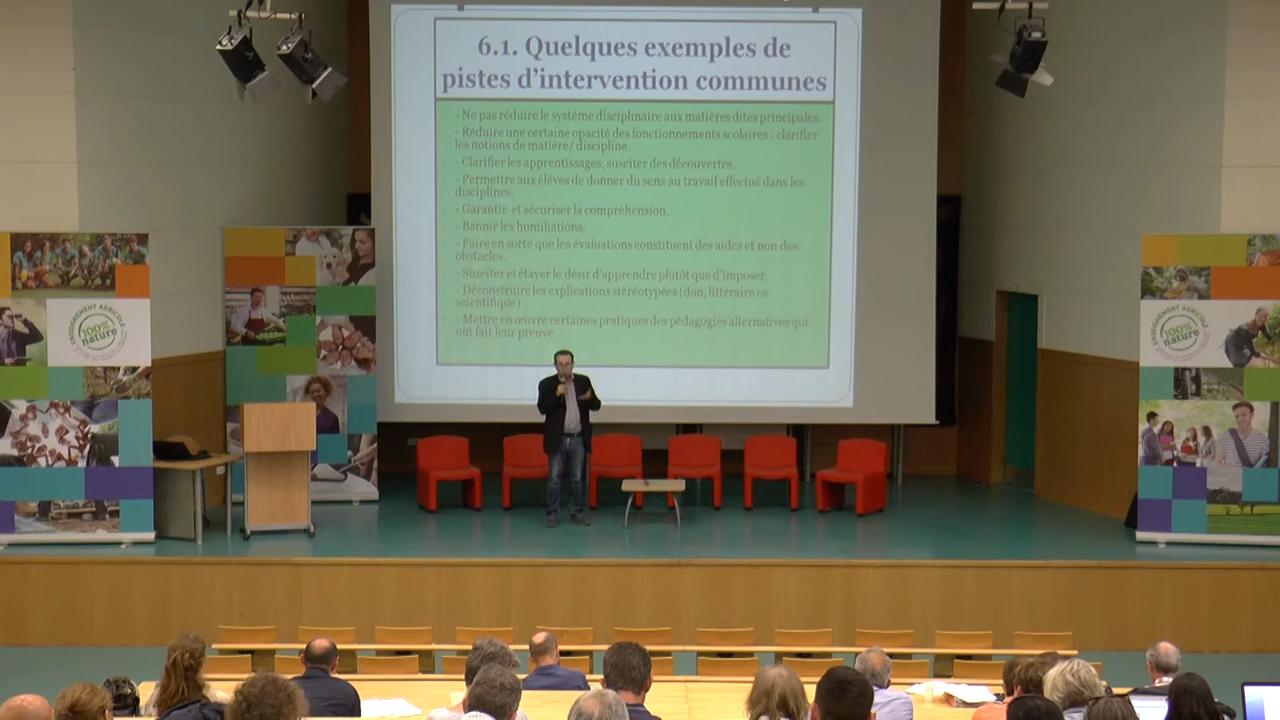 6.1. Quelques exemples de
pistes d'intervention communes
- Ne pas réduire le système disciplinaire aux matières dites principales.
- Réduire une certaine opacité des fonctionnements scolaires : clarifier
les notions de matière/ discipline.
- Clarifier les apprentissages, susciter des découvertes.
- Permettre aux élèves de donner du sens au travail effectué dans les
disciplines.
- Garantir et sécuriser la compréhension.
- Bannir les humiliations.
- Faire en sorte que les évaluations constituent des aides et non des
obstacles.
- Susciter et étayer le désir d'apprendre plutôt que d'imposer.
- Déconstruire les explications stéréotypées (don, littéraire vs
scientifique)
- Mettre en œuvre certaines pratiques des pédagogies alternatives qui
ont fait leur preuve.
ENSEIGNEMENT AGRICOLE
100%
nature
ENSEIGNEMENT AGRICOLE
100%
nature